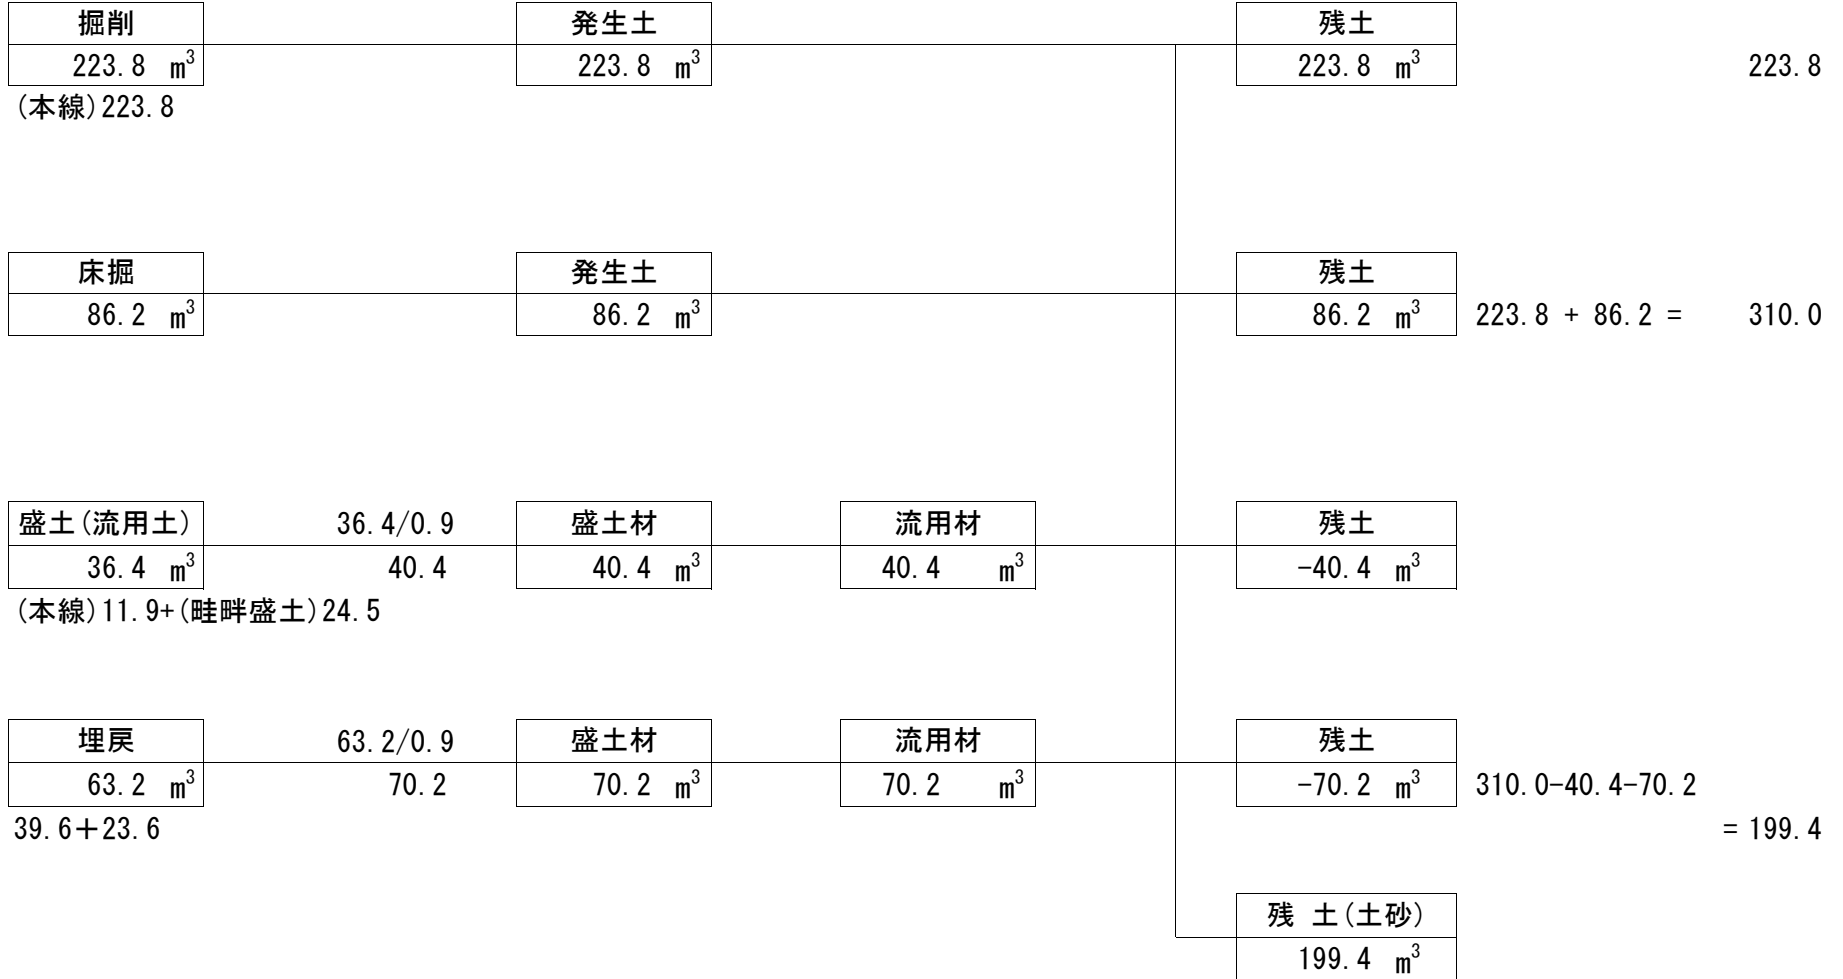 掘削 発生土 残土
223.8 m³ 223.8 m³ 223.8 m³ 223.8
(本線)223.8
床掘 発生土 残土
86.2 m³ 86.2 m³ 86.2 m³ 223.8 + 86.2 = 310.0
盛土(流用土) 36.4/0.9 盛土材 流用材 残土
36.4 m³ 40.4 40.4 m³ 40.4 m³ -40.4 m³
(本線)11.9+(畦畔盛土)24.5
埋戻 63.2/0.9 盛土材 流用材 残土
63.2 m³ 70.2 70.2 m³ 70.2 m³ -70.2 m³ 310.0-40.4-70.2
39.6＋23.6 = 199.4
残 土(土砂)
199.4 m³